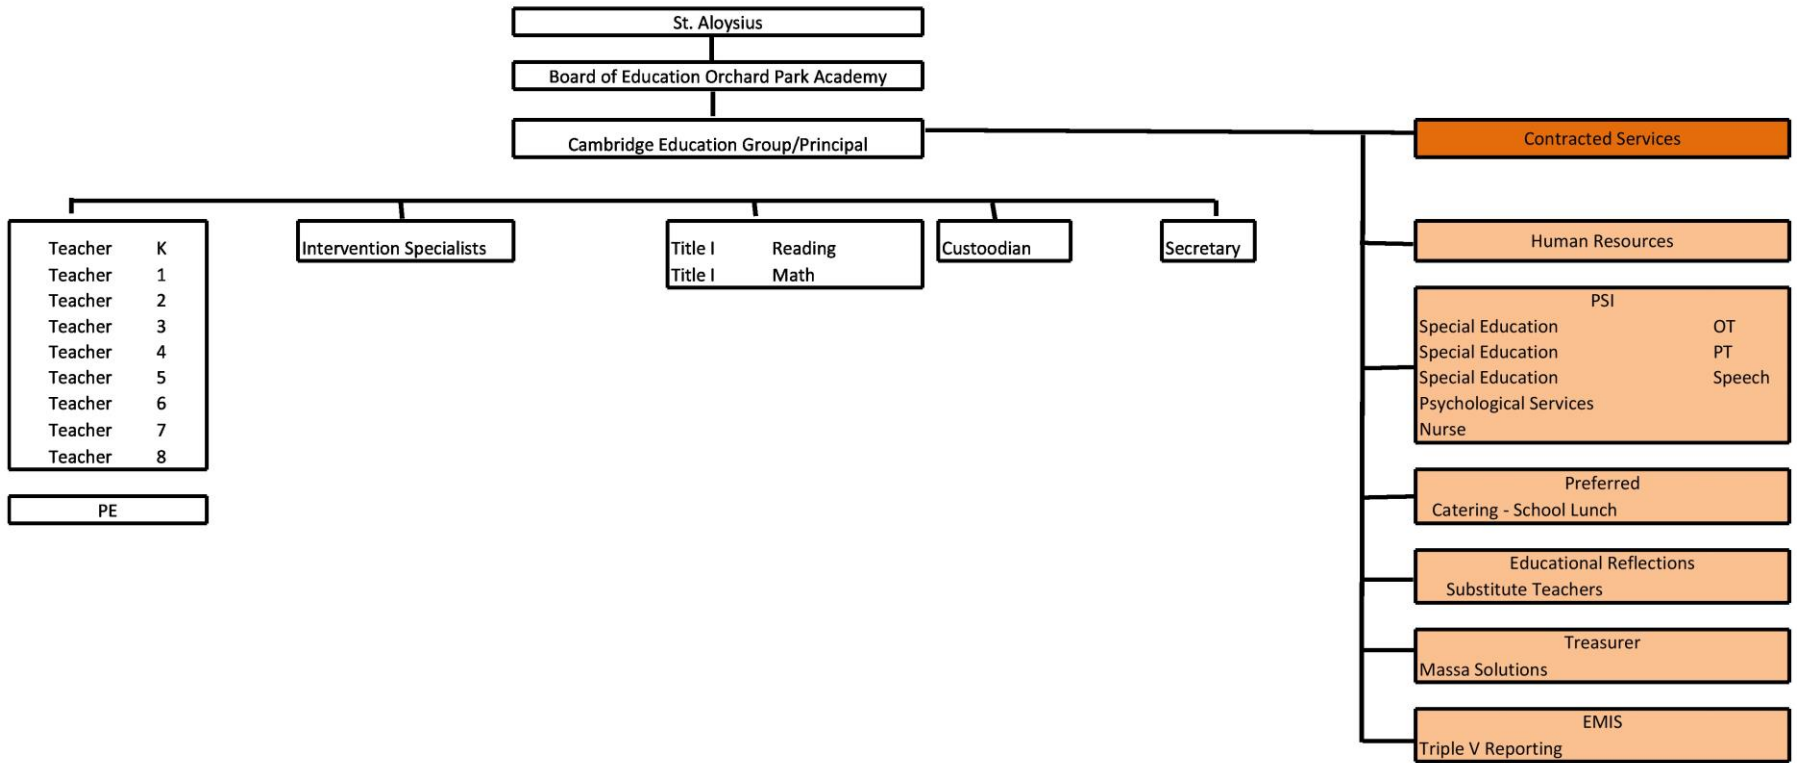 St. Aloysius
Board of Education Orchard Park Academy
Cambridge Education Group/Principal
Contracted Services
Teacher K
Teacher 1
Teacher 2
Teacher 3
Teacher 4
Teacher 5
Teacher 6
Teacher 7
Teacher 8
PE
Intervention Specialists
Title I Reading
Title I Math
Custoodian
Secretary
Human Resources
PSI
Special Education OT
Special Education PT
Special Education Speech
Psychological Services
Nurse
Preferred
Catering - School Lunch
Educational Reflections
Substitute Teachers
Treasurer
Massa Solutions
EMIS
Triple V Reporting